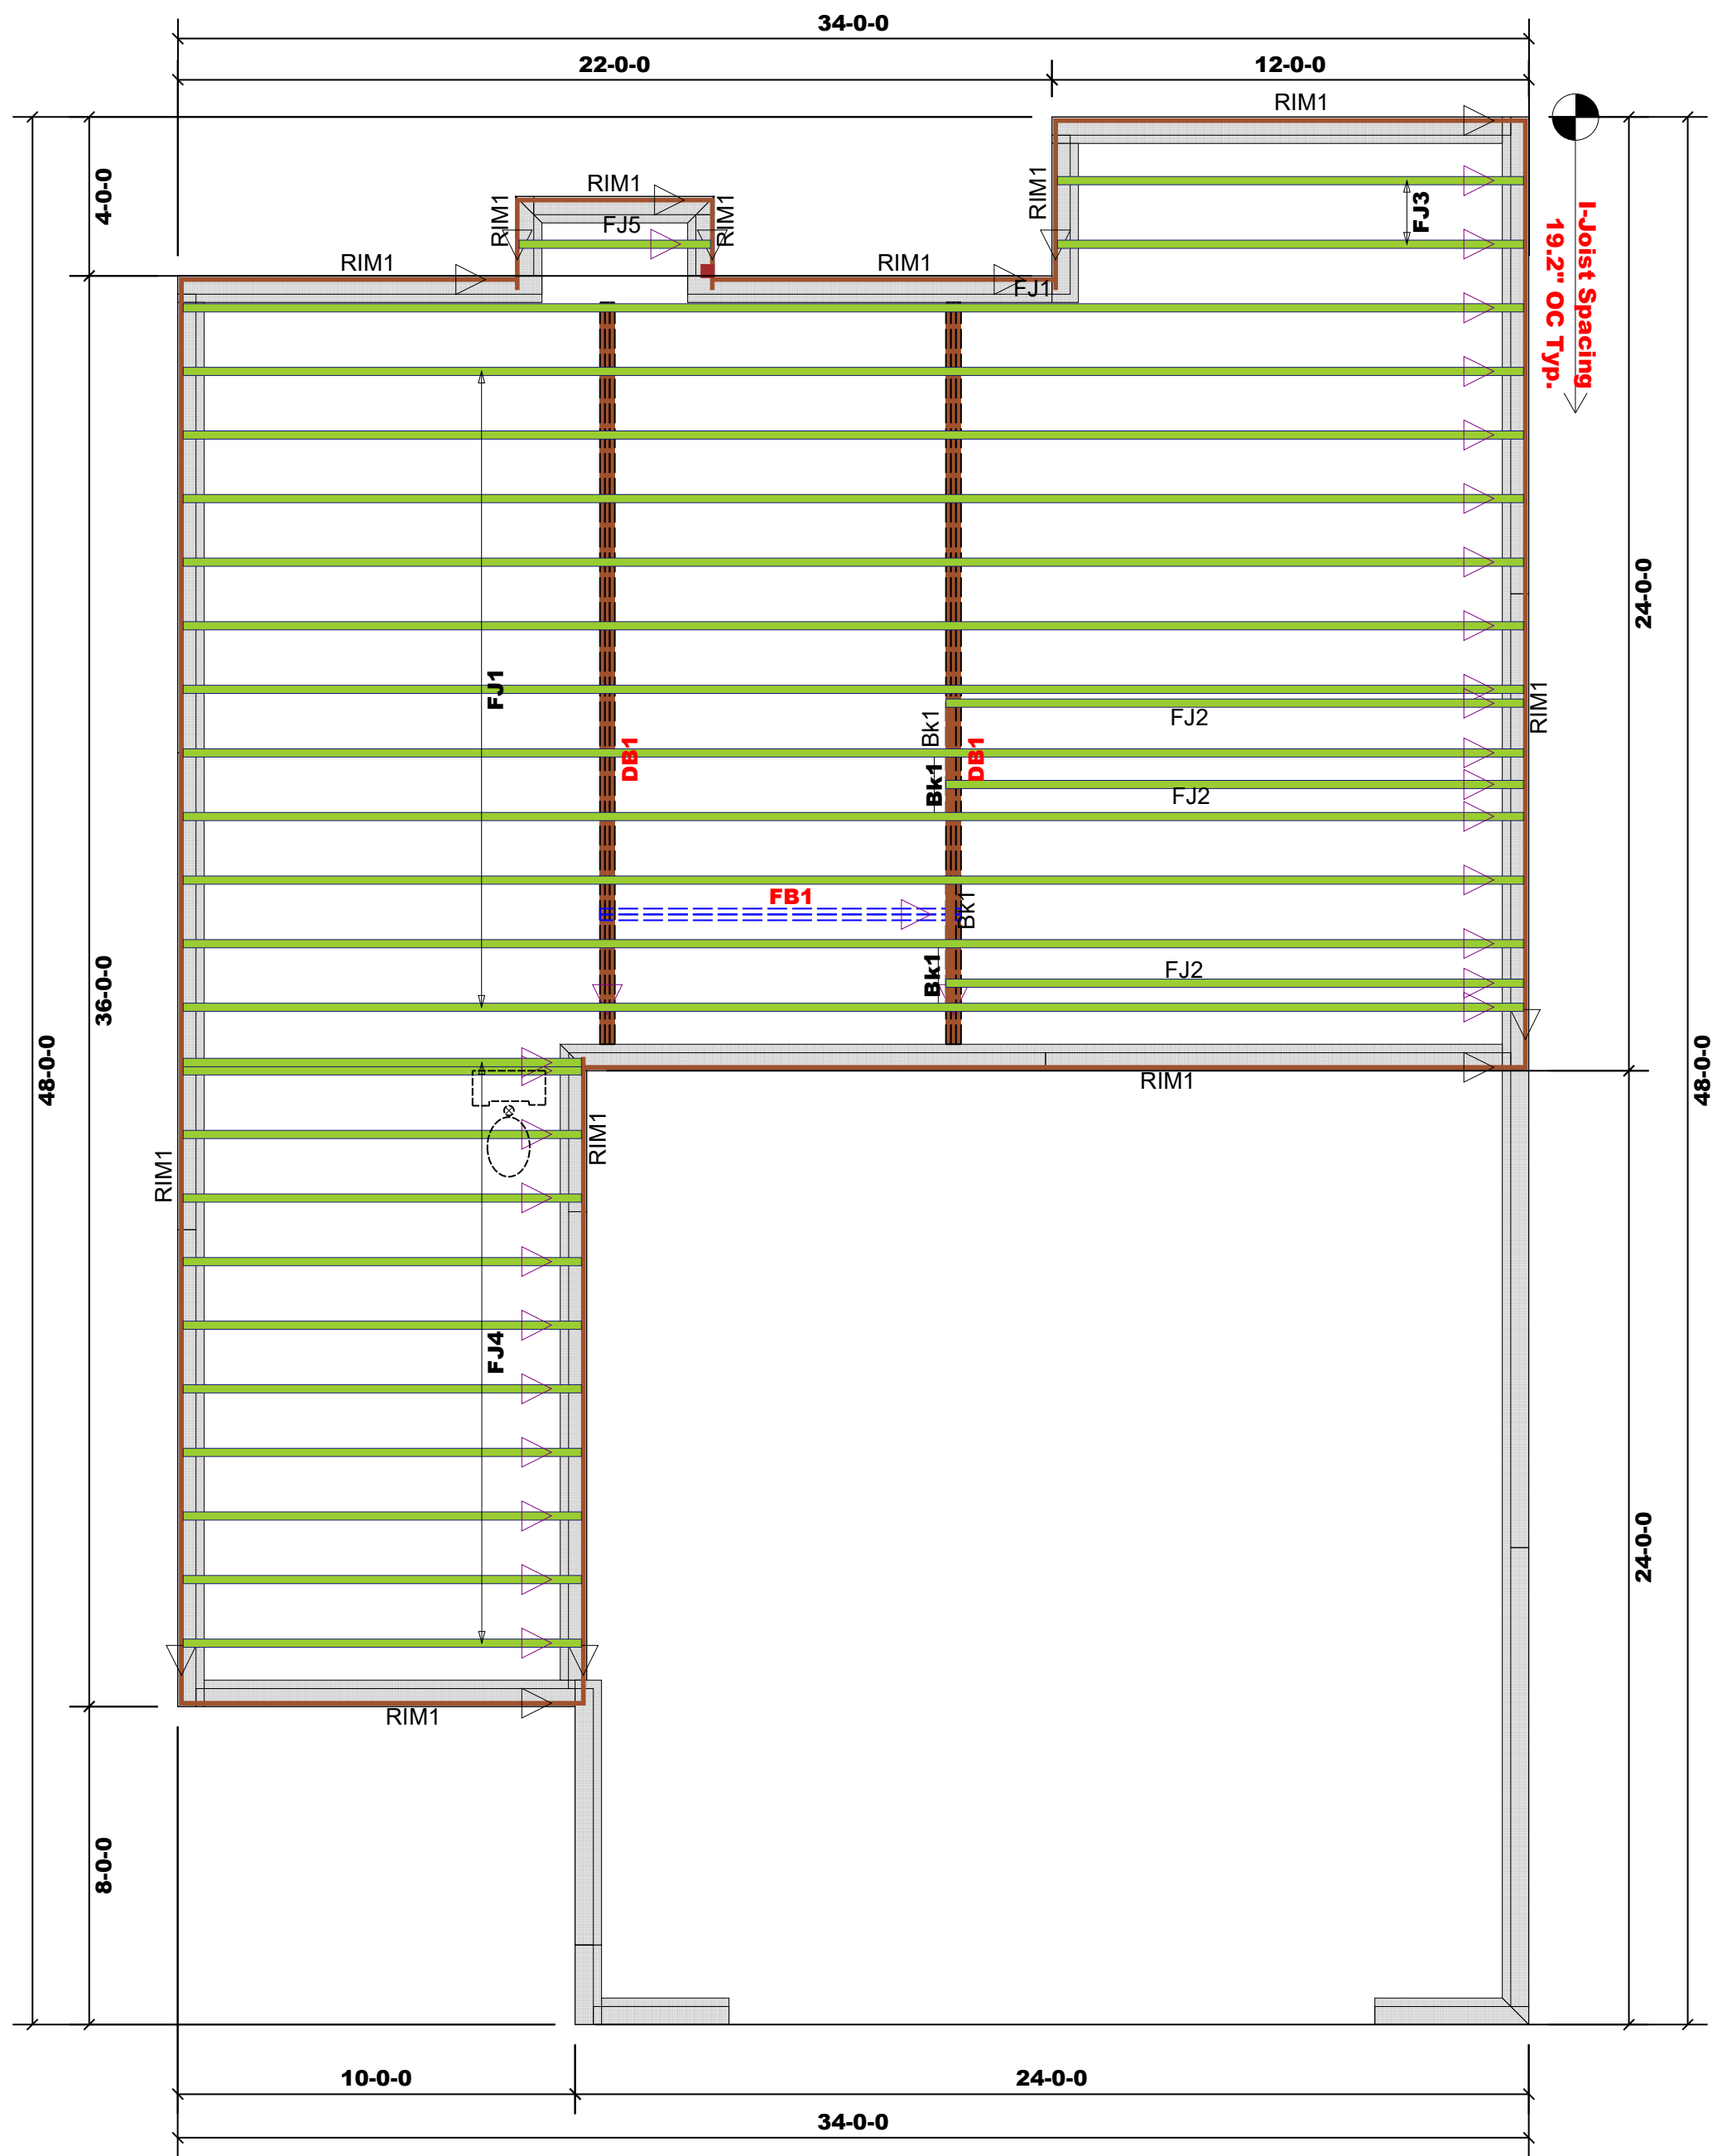 34-0-0
22-0-0
12-0-0
RIM1
4-0-0
RIM1
RIM1
RIM1
RIM1
FJ5
FJ3
I-Joist Spacing
19.2" OC Typ.
RIM1
RIM1
FJ1
24-0-0
FJ1
RIM1
Bk1
FJ2
DB1
DB1
Bk1
FJ2
FB1
Bk1
36-0-0
Bk1
FJ2
48-0-0
48-0-0
RIM1
RIM1
RIM1
FJ4
24-0-0
RIM1
8-0-0
10-0-0
24-0-0
34-0-0